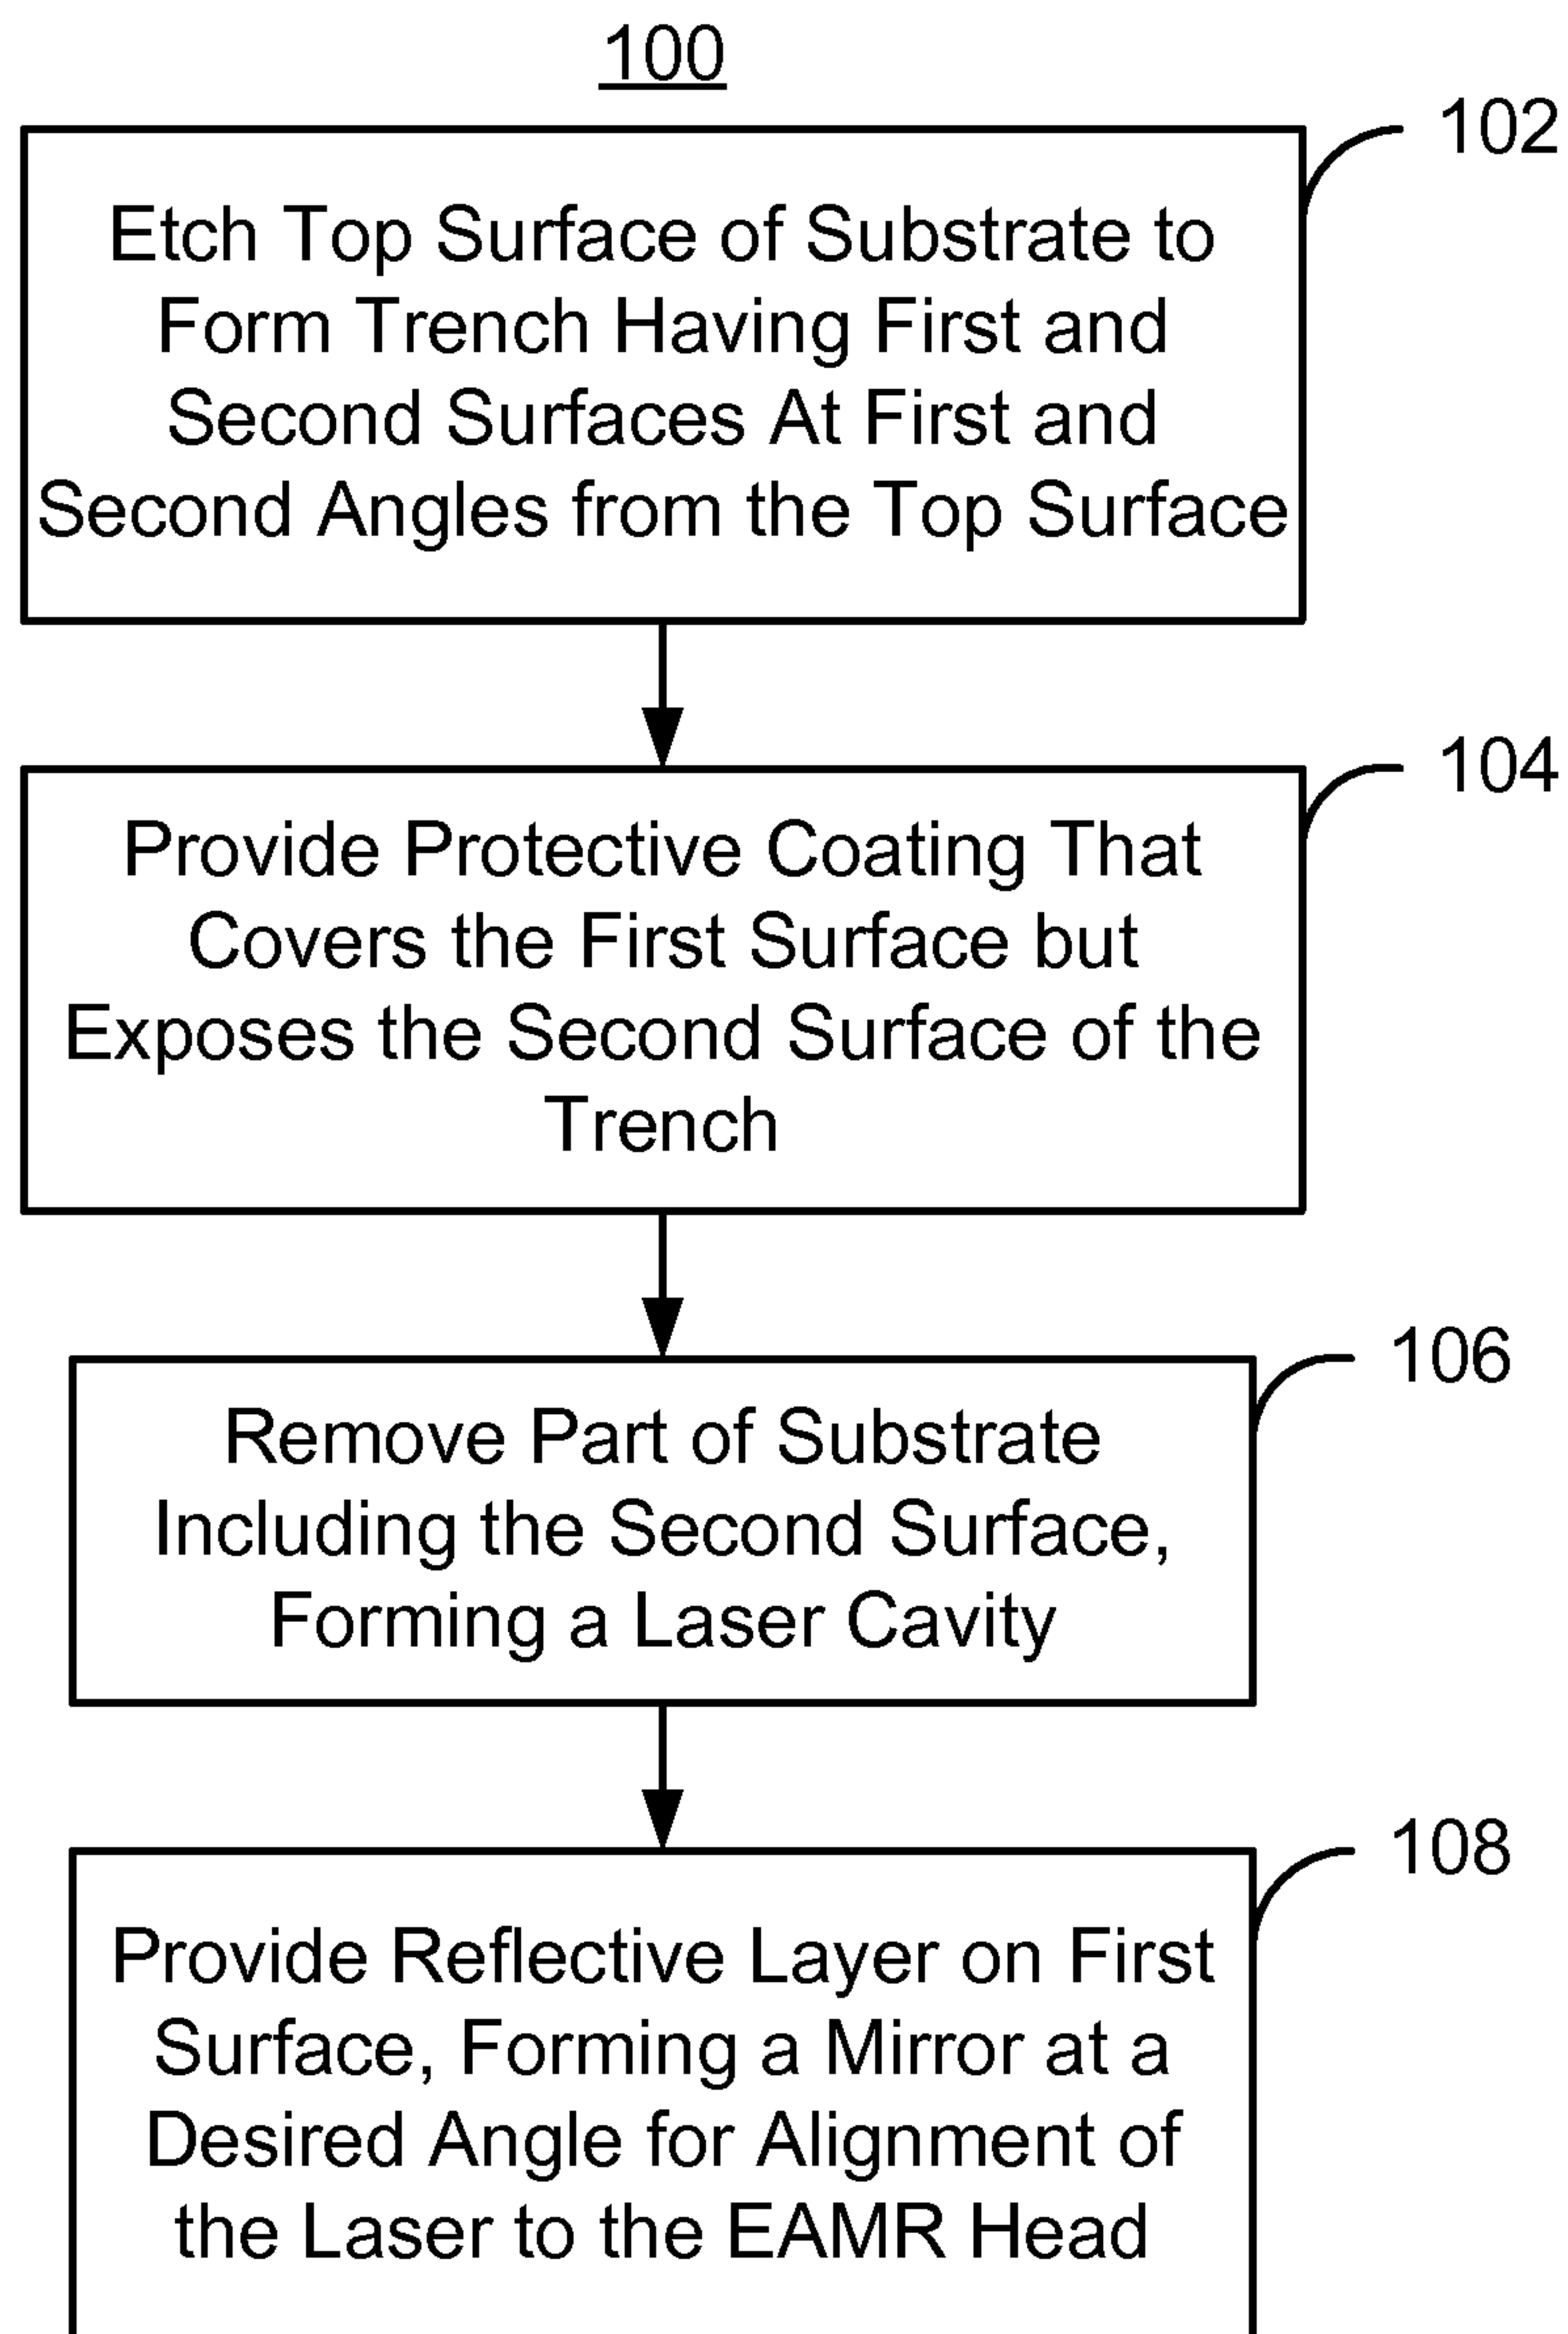 100
102
Etch Top Surface of Substrate to
Form Trench Having First and
Second Surfaces At First and
Second Angles from the Top Surface
104
Provide Protective Coating That
Covers the First Surface but
Exposes the Second Surface of the
Trench
106
Remove Part of Substrate
Including the Second Surface,
Forming a Laser Cavity
108
Provide Reflective Layer on First
Surface, Forming a Mirror at a
Desired Angle for Alignment of
the Laser to the EAMR Head